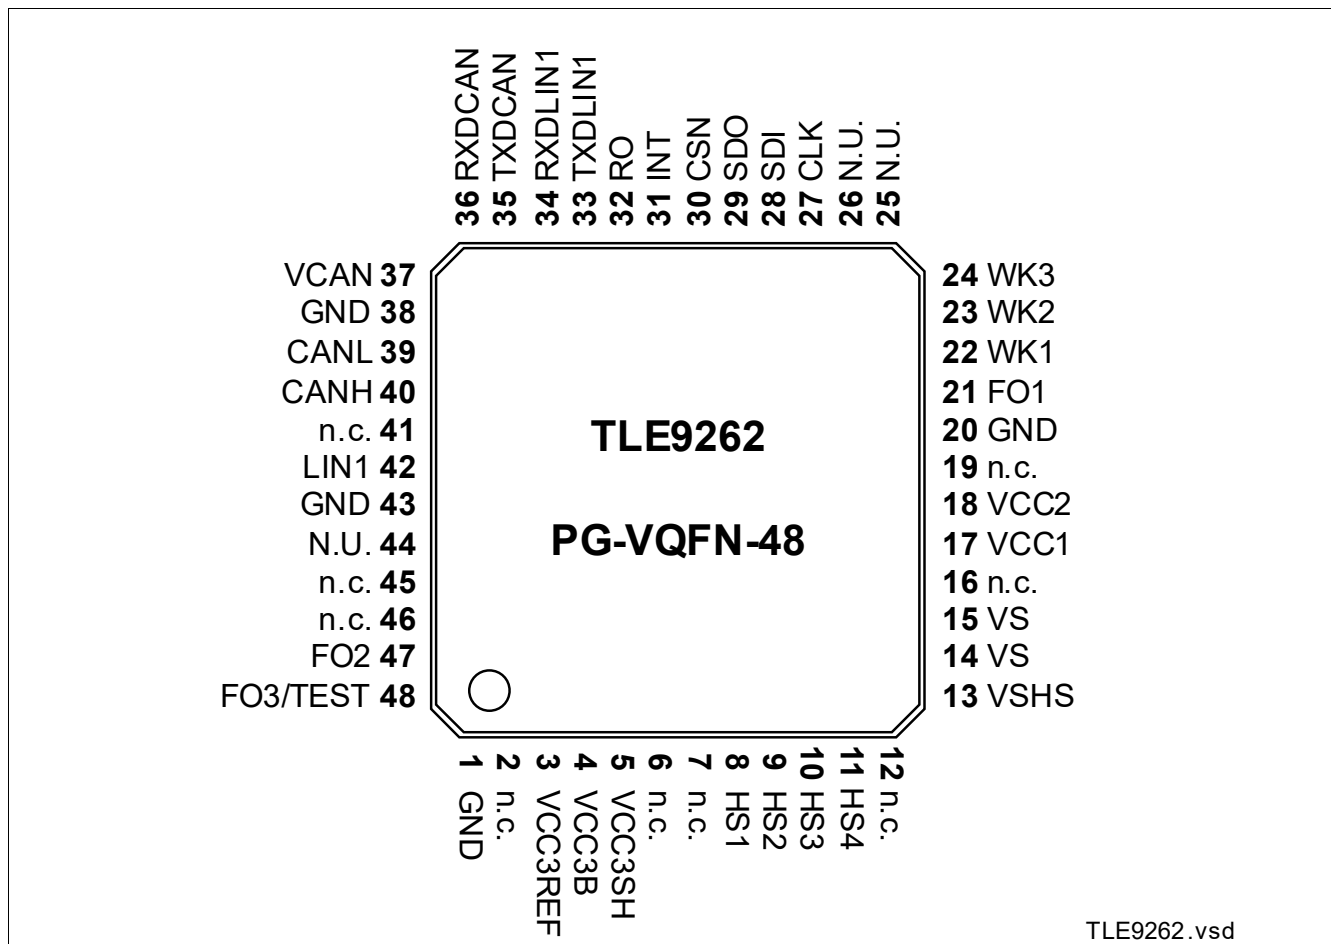 36 RXDCAN
35 TXDCAN
34 RXDLIN1
33 TXDLIN1
32 RO
31 INT
30 CSN
29 SDO
28 SDI
27 CLK
26 N.U.
25 N.U.
VCAN 37
GND 38
CANL 39
CANH 40
n.c. 41
LIN1 42
GND 43
N.U. 44
n.c. 45
n.c. 46
FO2 47
FO3/TEST 48
TLE9262
PG-VQFN-48
24 WK3
23 WK2
22 WK1
21 FO1
20 GND
19 n.c.
18 VCC2
17 VCC1
16 n.c.
15 VS
14 VS
13 VSHS
1 GND
2 n.c.
3 VCC3REF
4 VCC3B
5 VCC3SH
6 n.c.
7 n.c.
8 HS1
9 HS2
10 HS3
11 HS4
12 n.c.
TLE9262.vsd